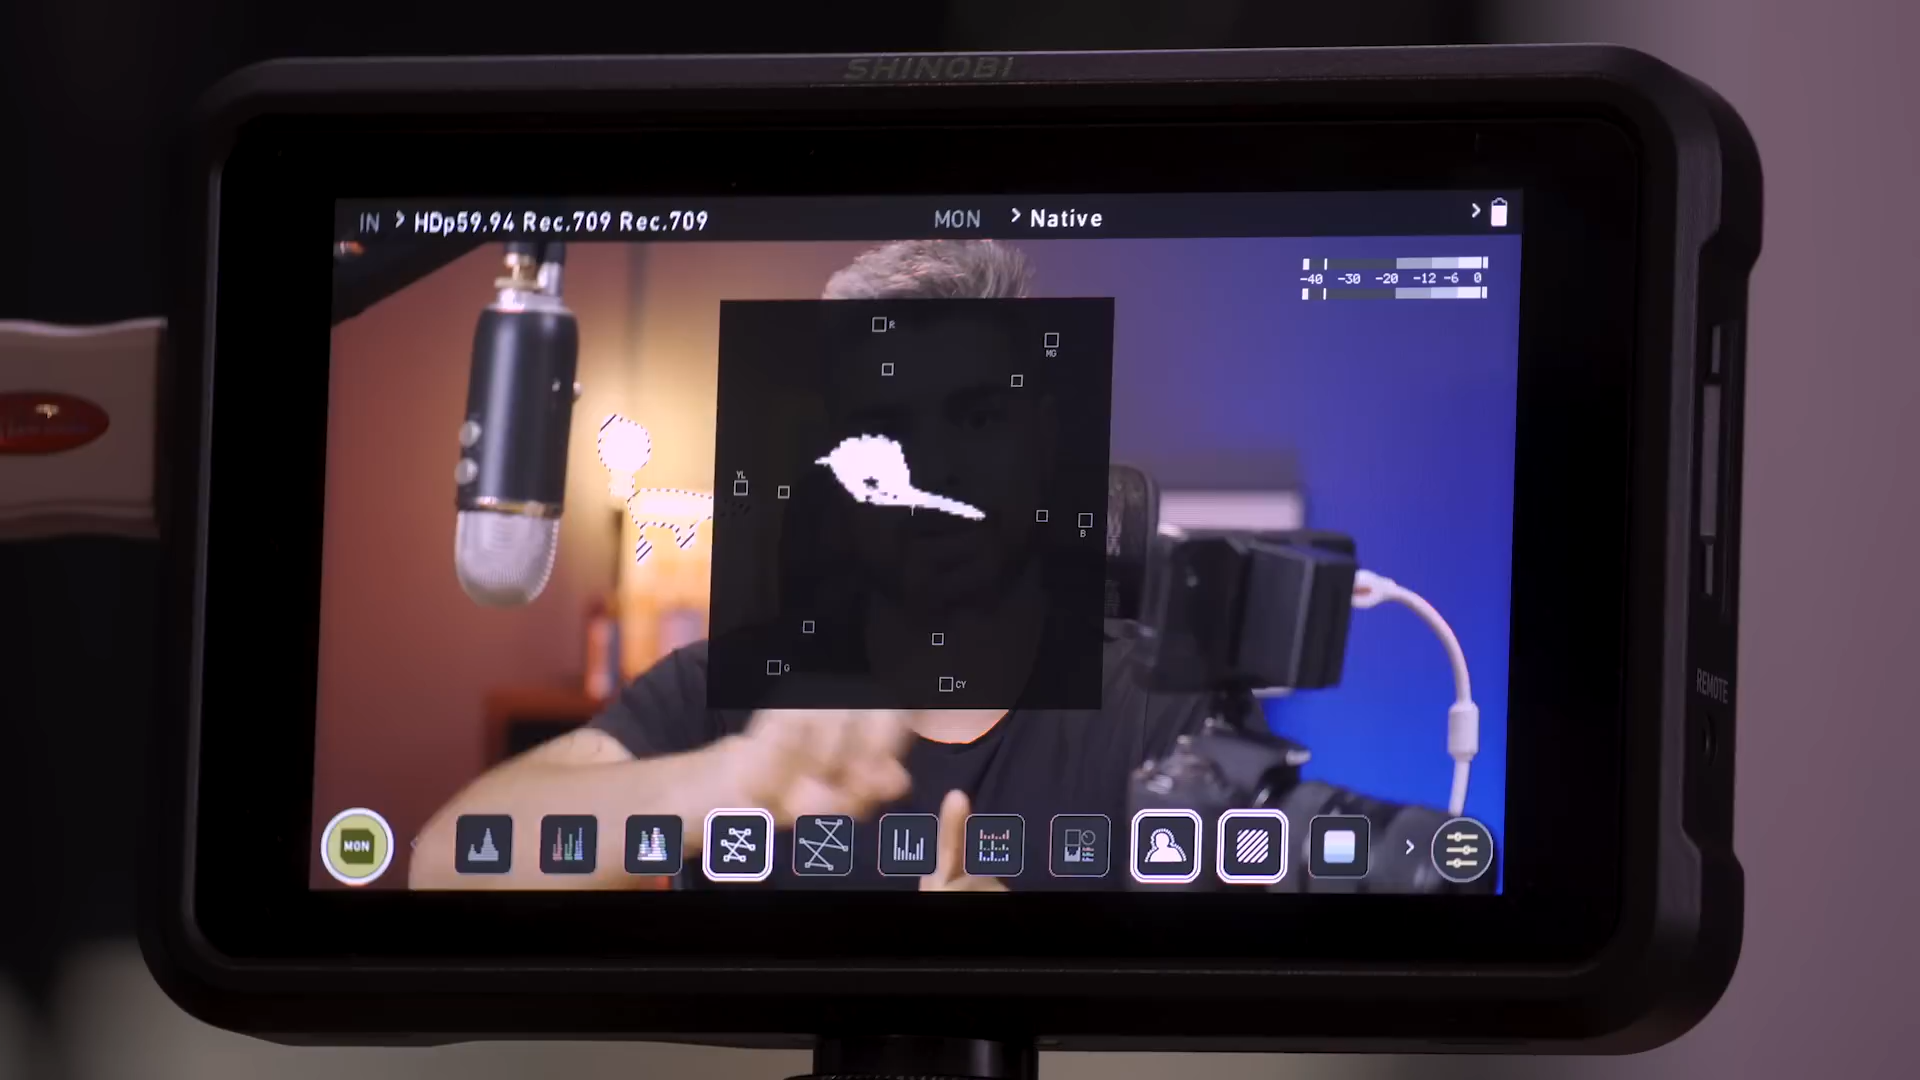 SHINOBI
IN > HDp59.94 Rec.709 Rec.709
MON > Native
>
-40 -30 -20 -12 -6 0
R
MG
YL
B
G
CY
REMOTE
MON